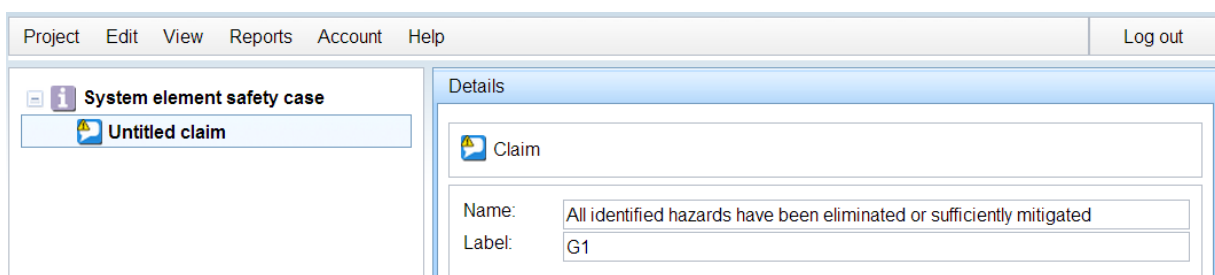 Project Edit View Reports Account Help Log out
System element safety case
Untitled claim
Details
Claim
Name: All identified hazards have been eliminated or sufficiently mitigated
Label: G1